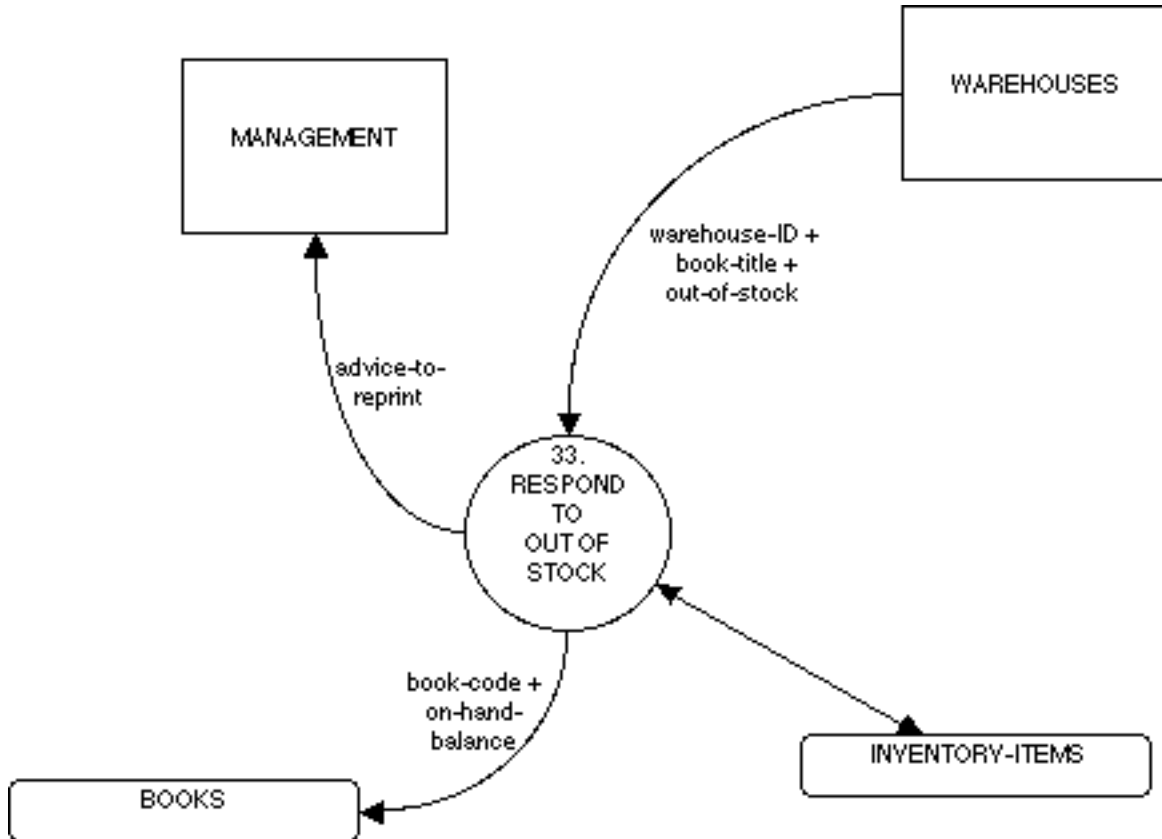 WAREHOUSES
MANAGEMENT
warehouse-ID +
book-title +
out-of-stock
advice-to-
reprint
33.
RESPOND
TO
OUT OF
STOCK
book-code +
on-hand-
balance
INVENTORY-ITEMS
BOOKS